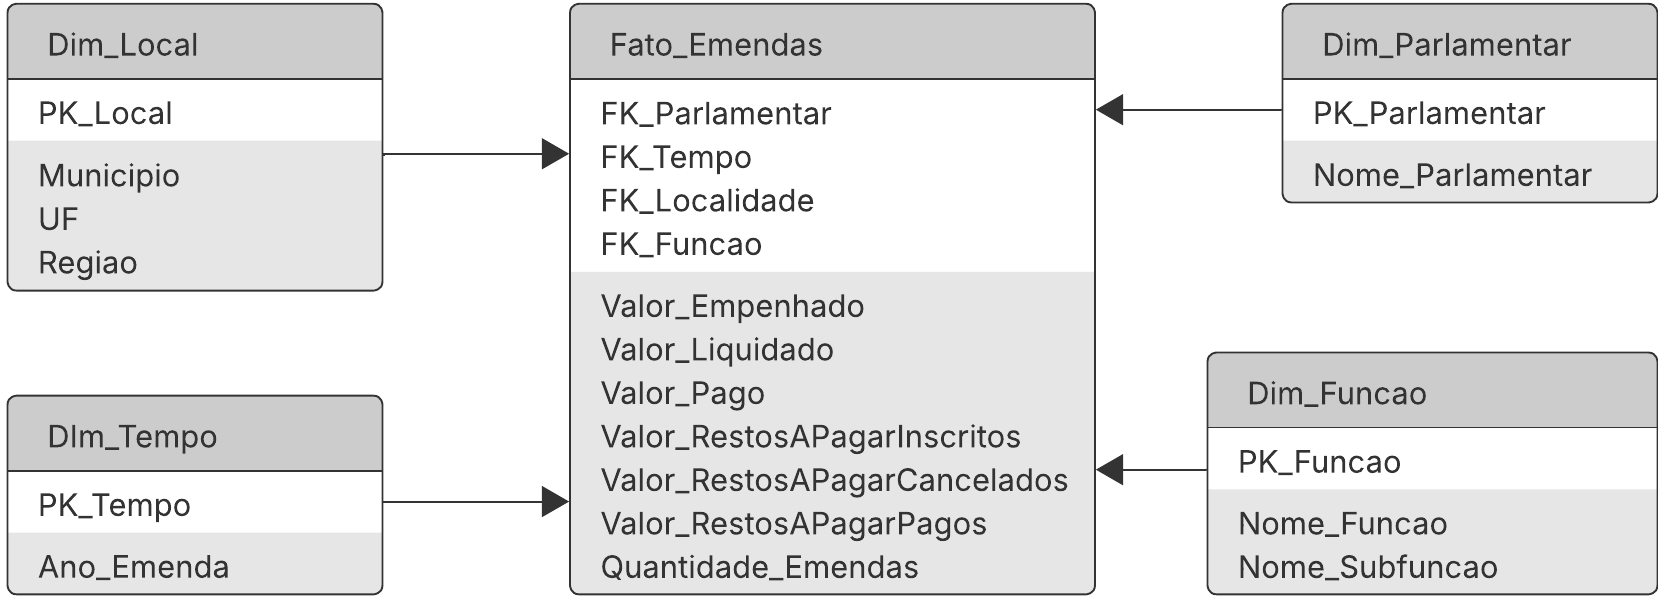 Dim_Local
PK_Local
Municipio
UF
Regiao
DIm_Tempo
PK_Tempo
Ano_Emenda
Fato_Emendas
FK_Parlamentar
FK_Tempo
FK_Localidade
FK_Funcao
Valor_Empenhado
Valor_Liquidado
Valor_Pago
Valor_RestosAPagarInscritos
Valor_RestosAPagarCancelados
Valor_RestosAPagarPagos
Quantidade_Emendas
Dim_Parlamentar
PK_Parlamentar
Nome_Parlamentar
Dim_Funcao
PK_Funcao
Nome_Funcao
Nome_Subfuncao